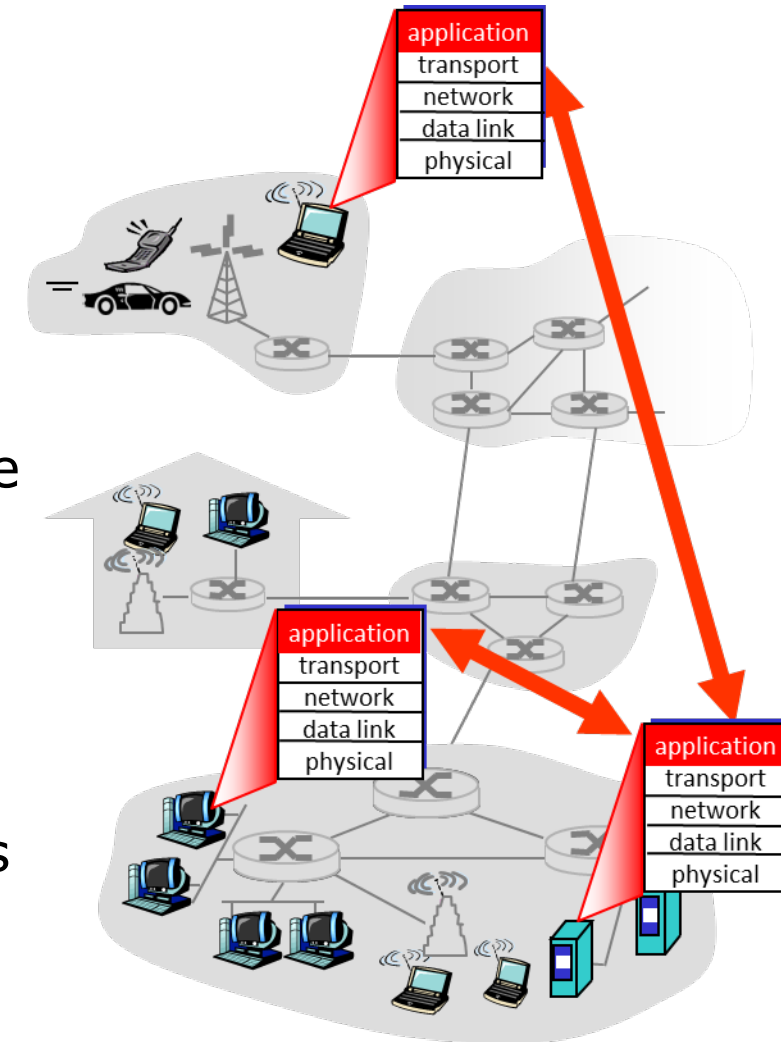 application
transport
network
data link
physical
e
application
transport
network
data link
physical
application
transport
network
data link
physical
s